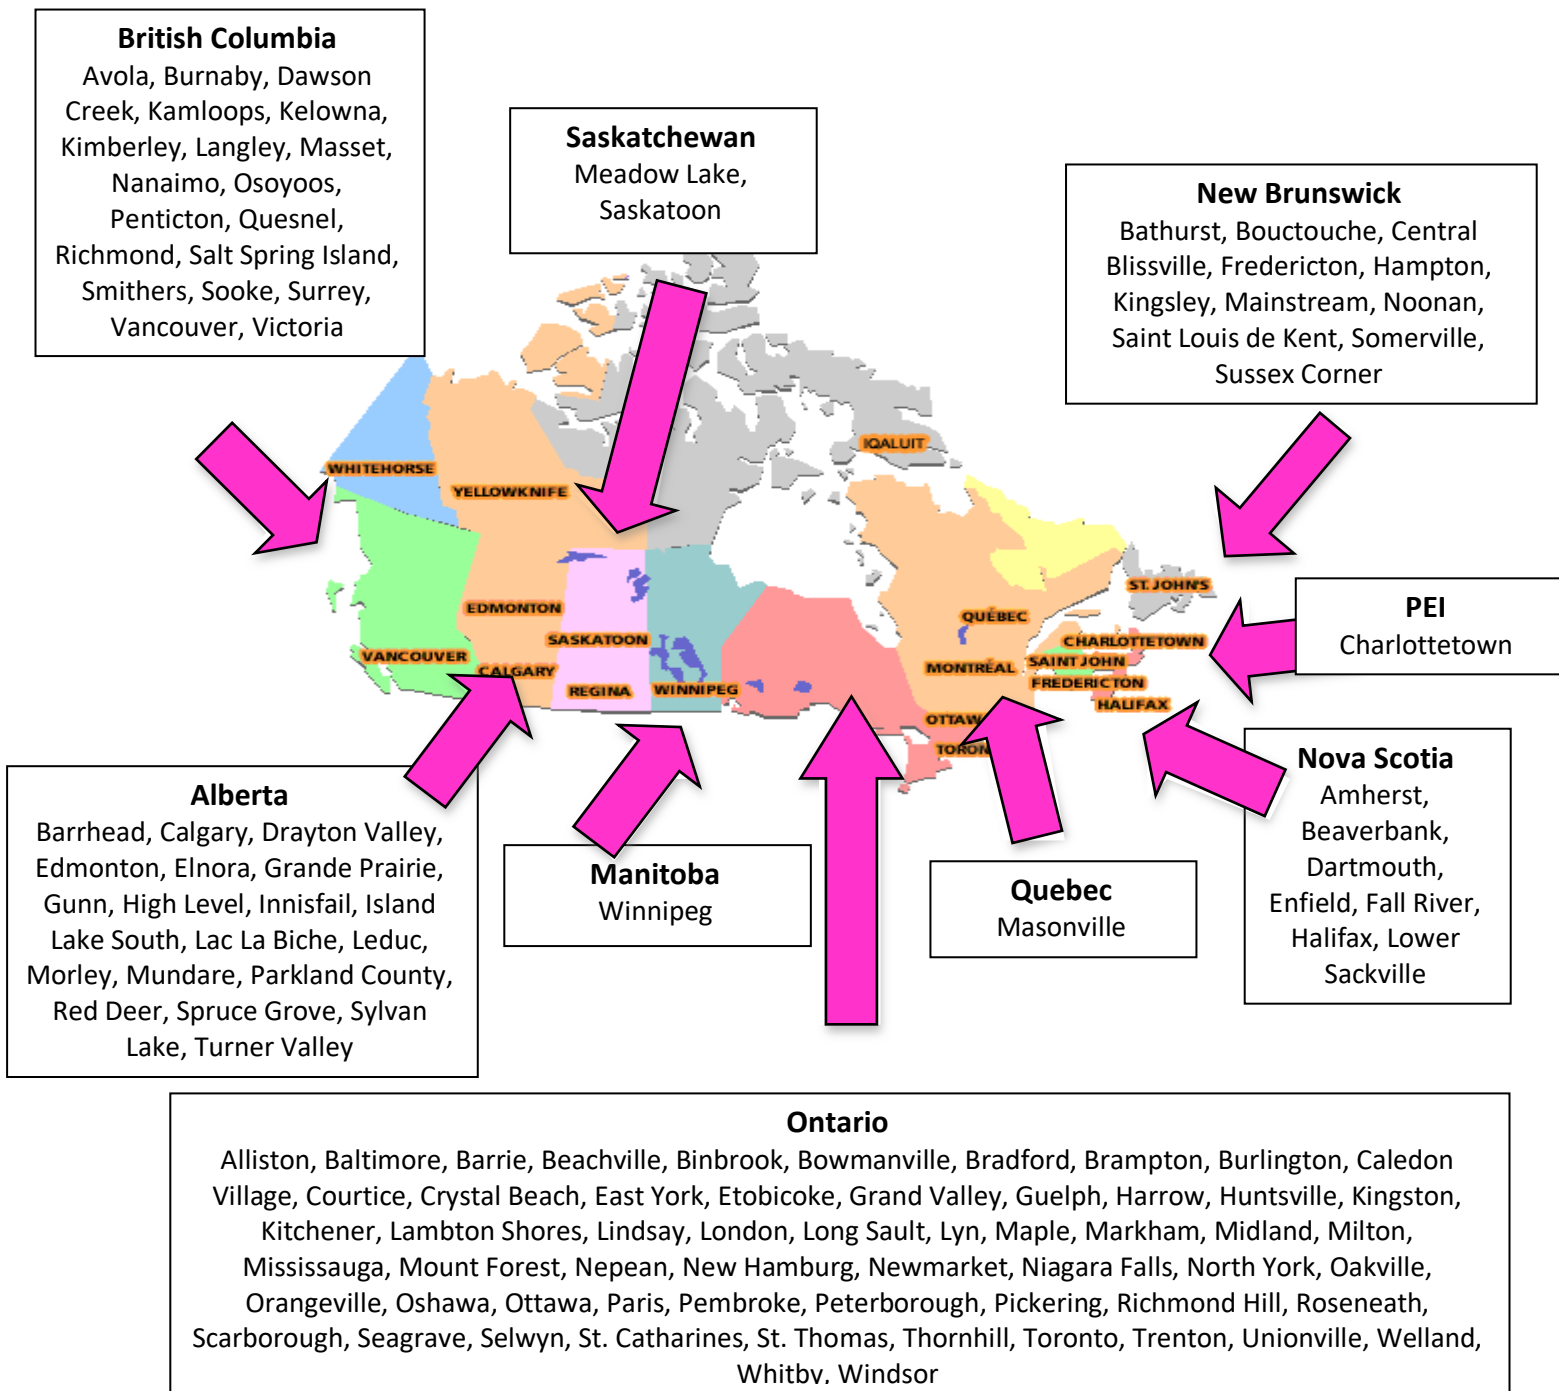 British Columbia
Avola, Burnaby, Dawson
Creek, Kamloops, Kelowna,
Kimberley, Langley, Masset,
Nanaimo, Osoyoos,
Penticton, Quesnel,
Richmond, Salt Spring Island,
Smithers, Sooke, Surrey,
Vancouver, Victoria
Saskatchewan
Meadow Lake,
Saskatoon
New Brunswick
Bathurst, Bouctouche, Central
Blissville, Fredericton, Hampton,
Kingsley, Mainstream, Noonan,
Saint Louis de Kent, Somerville,
Sussex Corner
IQALUIT
WHITEHORSE
YELLOWKNIFE
ST. JOHN'S
EDMONTON
QUÉBEC
SASKATOON
CHARLOTTETOWN
VANCOUVER
CALGARY
MONTRÉAL
SAINT JOHN
REGINA
WINNIPEG
FREDERICTON
HALIFAX
OTTAW
TORON
PEI
Charlottetown
Nova Scotia
Amherst,
Beaverbank,
Dartmouth,
Enfield, Fall River,
Halifax, Lower
Sackville
Alberta
Barrhead, Calgary, Drayton Valley,
Edmonton, Elnora, Grande Prairie,
Gunn, High Level, Innisfail, Island
Lake South, Lac La Biche, Leduc,
Morley, Mundare, Parkland County,
Red Deer, Spruce Grove, Sylvan
Lake, Turner Valley
Manitoba
Winnipeg
Quebec
Masonville
Ontario
Alliston, Baltimore, Barrie, Beachville, Binbrook, Bowmanville, Bradford, Brampton, Burlington, Caledon
Village, Courtice, Crystal Beach, East York, Etobicoke, Grand Valley, Guelph, Harrow, Huntsville, Kingston,
Kitchener, Lambton Shores, Lindsay, London, Long Sault, Lyn, Maple, Markham, Midland, Milton,
Mississauga, Mount Forest, Nepean, New Hamburg, Newmarket, Niagara Falls, North York, Oakville,
Orangeville, Oshawa, Ottawa, Paris, Pembroke, Peterborough, Pickering, Richmond Hill, Roseneath,
Scarborough, Seagrave, Selwyn, St. Catharines, St. Thomas, Thornhill, Toronto, Trenton, Unionville, Welland,
Whitby, Windsor